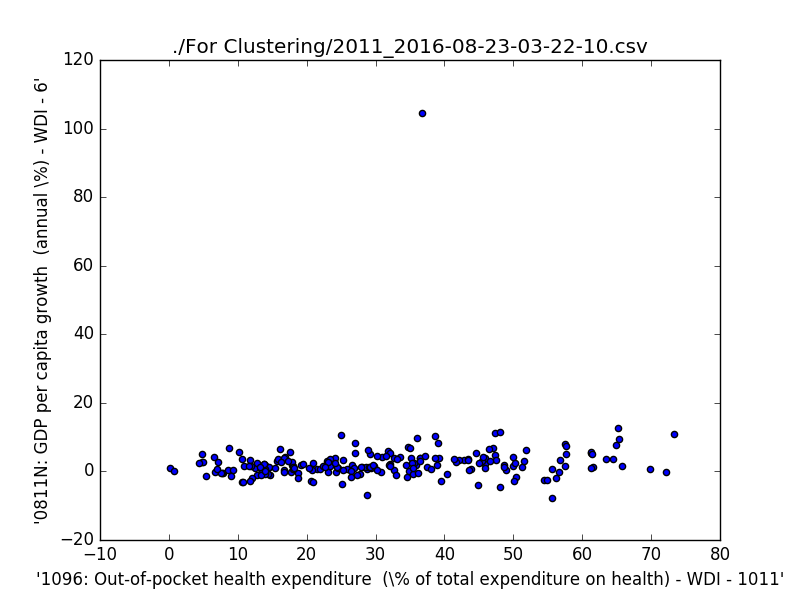 ./For Clustering/2011_2016-08-23-03-22-10.csv
120
100
80
60
40
20
0
−20
'0811N: GDP per capita growth  (annual \%) - WDI - 6'
−10 0 10 20 30 40 50 60 70 80
'1096: Out-of-pocket health expenditure  (\% of total expenditure on health) - WDI - 1011'